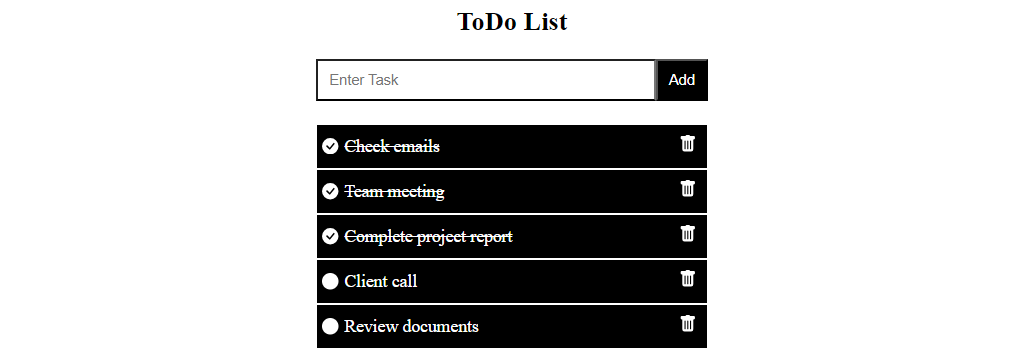 ToDo List
Enter Task Add
Check emails
Team meeting
Complete project report
Client call
Review documents